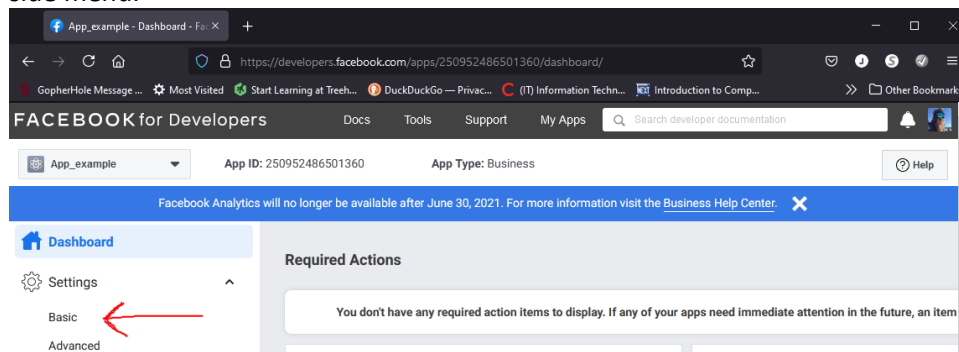 App_example - Dashboard - Fac
https://developers.facebook.com/apps/250952486501360/dashboard/
GopherHole Message ... Most Visited Start Learning at Treeh... DuckDuckGo — Privac... (IT) Information Techn... Introduction to Comp... Other Bookmark
FACEBOOK for Developers Docs Tools Support My Apps Search developer documentation
App_example App ID: 250952486501360 App Type: Business Help
Facebook Analytics will no longer be available after June 30, 2021. For more information visit the Business Help Center.
Dashboard
Required Actions
Settings
You don't have any required action items to display. If any of your apps need immediate attention in the future, an item
Basic
Advanced